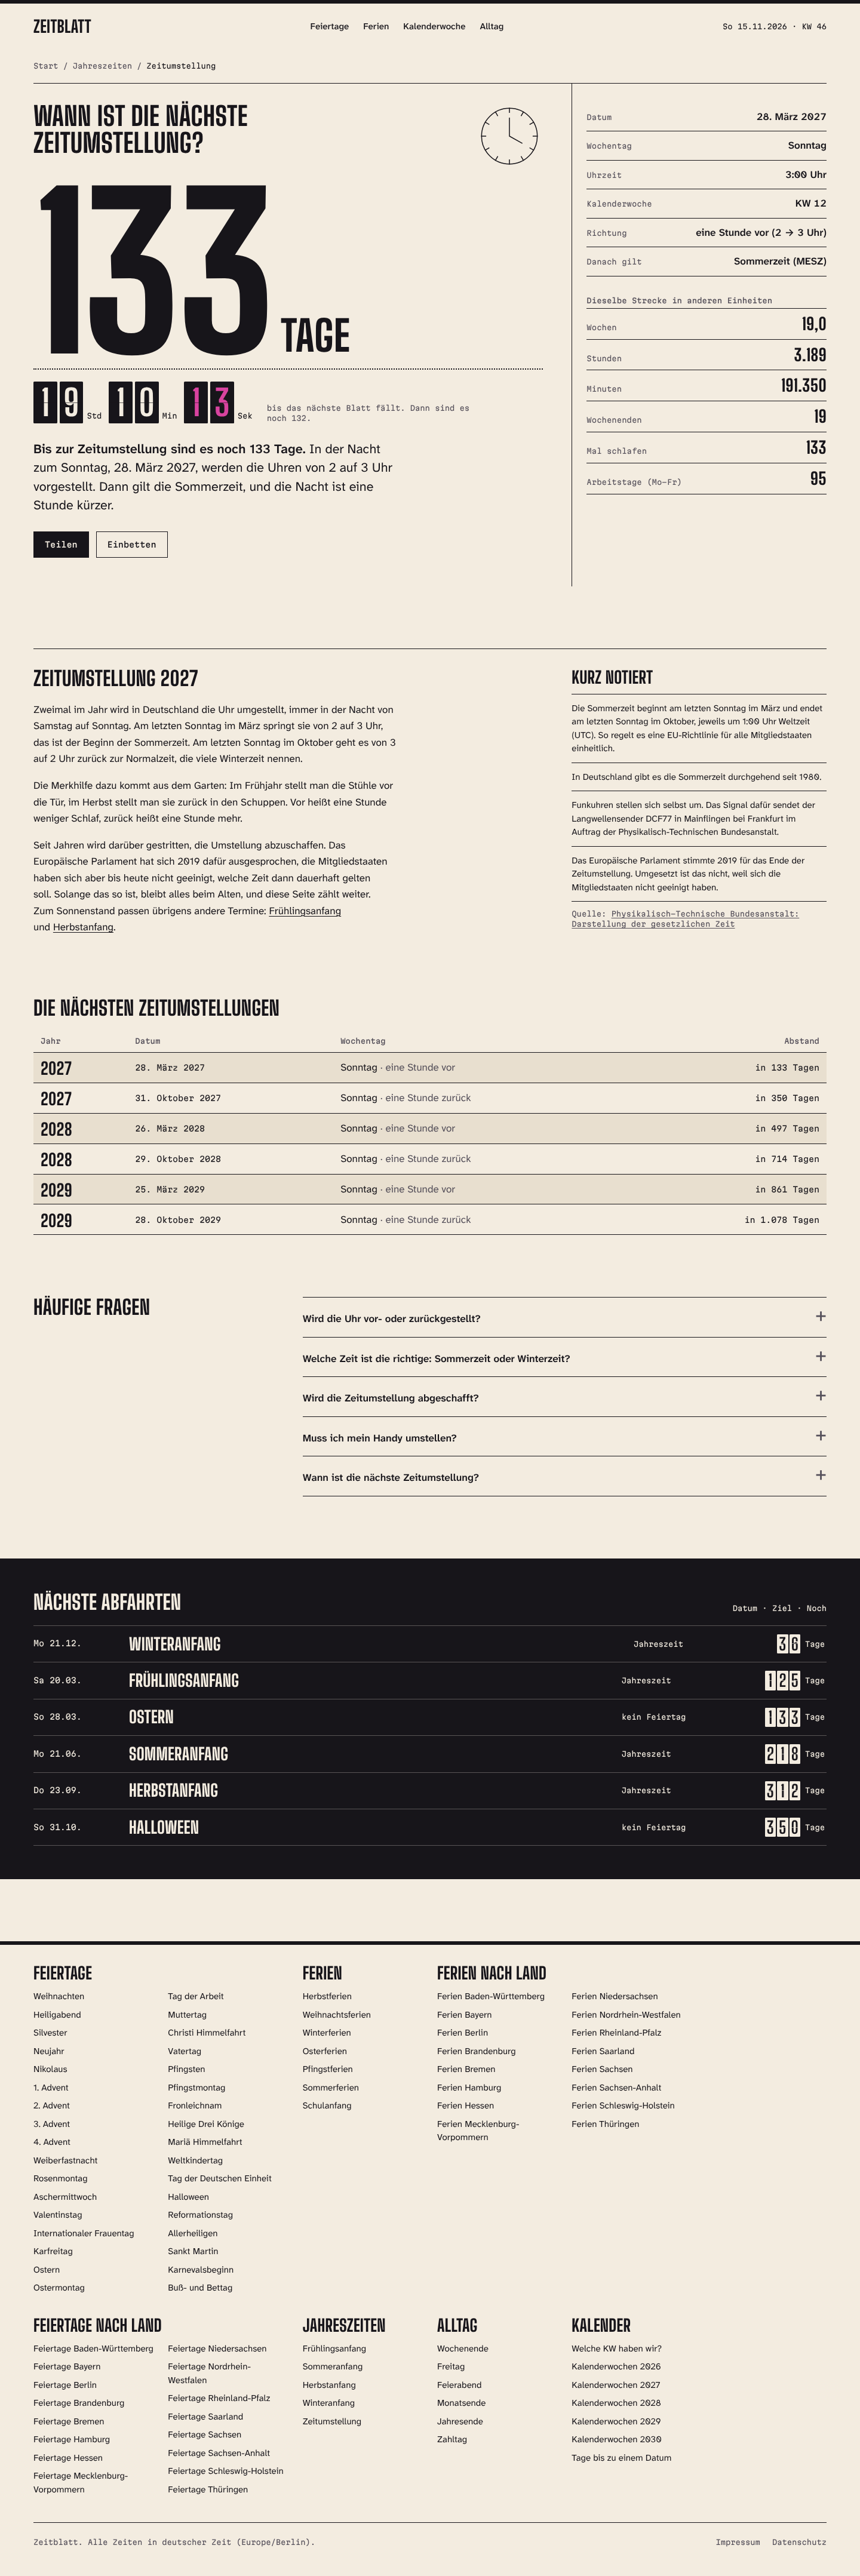 ZEITBLATT
Feiertage Ferien Kalenderwoche Alltag
So 15.11.2026 · KW 46
Start / Jahreszeiten / Zeitumstellung
WANN IST DIE NÄCHSTE
ZEITUMSTELLUNG?
133 TAGE
19 Std 10 Min 13 Sek
bis das nächste Blatt fällt. Dann sind es
noch 132.
Bis zur Zeitumstellung sind es noch 133 Tage. In der Nacht
zum Sonntag, 28. März 2027, werden die Uhren von 2 auf 3 Uhr
vorgestellt. Dann gilt die Sommerzeit, und die Nacht ist eine
Stunde kürzer.
Teilen Einbetten
Datum 28. März 2027
Wochentag Sonntag
Uhrzeit 3:00 Uhr
Kalenderwoche KW 12
Richtung eine Stunde vor (2 → 3 Uhr)
Danach gilt Sommerzeit (MESZ)
Dieselbe Strecke in anderen Einheiten
Wochen 19,0
Stunden 3.189
Minuten 191.350
Wochenenden 19
Mal schlafen 133
Arbeitstage (Mo–Fr) 95
ZEITUMSTELLUNG 2027
Zweimal im Jahr wird in Deutschland die Uhr umgestellt, immer in der Nacht von
Samstag auf Sonntag. Am letzten Sonntag im März springt sie von 2 auf 3 Uhr,
das ist der Beginn der Sommerzeit. Am letzten Sonntag im Oktober geht es von 3
auf 2 Uhr zurück zur Normalzeit, die viele Winterzeit nennen.
Die Merkhilfe dazu kommt aus dem Garten: Im Frühjahr stellt man die Stühle vor
die Tür, im Herbst stellt man sie zurück in den Schuppen. Vor heißt eine Stunde
weniger Schlaf, zurück heißt eine Stunde mehr.
Seit Jahren wird darüber gestritten, die Umstellung abzuschaffen. Das
Europäische Parlament hat sich 2019 dafür ausgesprochen, die Mitgliedstaaten
haben sich aber bis heute nicht geeinigt, welche Zeit dann dauerhaft gelten
soll. Solange das so ist, bleibt alles beim Alten, und diese Seite zählt weiter.
Zum Sonnenstand passen übrigens andere Termine: Frühlingsanfang
und Herbstanfang.
KURZ NOTIERT
Die Sommerzeit beginnt am letzten Sonntag im März und endet
am letzten Sonntag im Oktober, jeweils um 1:00 Uhr Weltzeit
(UTC). So regelt es eine EU-Richtlinie für alle Mitgliedstaaten
einheitlich.
In Deutschland gibt es die Sommerzeit durchgehend seit 1980.
Funkuhren stellen sich selbst um. Das Signal dafür sendet der
Langwellensender DCF77 in Mainflingen bei Frankfurt im
Auftrag der Physikalisch-Technischen Bundesanstalt.
Das Europäische Parlament stimmte 2019 für das Ende der
Zeitumstellung. Umgesetzt ist das nicht, weil sich die
Mitgliedstaaten nicht geeinigt haben.
Quelle: Physikalisch-Technische Bundesanstalt:
Darstellung der gesetzlichen Zeit
DIE NÄCHSTEN ZEITUMSTELLUNGEN
Jahr Datum Wochentag Abstand
2027 28. März 2027 Sonntag · eine Stunde vor in 133 Tagen
2027 31. Oktober 2027 Sonntag · eine Stunde zurück in 350 Tagen
2028 26. März 2028 Sonntag · eine Stunde vor in 497 Tagen
2028 29. Oktober 2028 Sonntag · eine Stunde zurück in 714 Tagen
2029 25. März 2029 Sonntag · eine Stunde vor in 861 Tagen
2029 28. Oktober 2029 Sonntag · eine Stunde zurück in 1.078 Tagen
HÄUFIGE FRAGEN
Wird die Uhr vor- oder zurückgestellt? +
Welche Zeit ist die richtige: Sommerzeit oder Winterzeit? +
Wird die Zeitumstellung abgeschafft? +
Muss ich mein Handy umstellen? +
Wann ist die nächste Zeitumstellung? +
NÄCHSTE ABFAHRTEN
Datum · Ziel · Noch
Mo 21.12. WINTERANFANG Jahreszeit 36 Tage
Sa 20.03. FRÜHLINGSANFANG Jahreszeit 125 Tage
So 28.03. OSTERN kein Feiertag 133 Tage
Mo 21.06. SOMMERANFANG Jahreszeit 218 Tage
Do 23.09. HERBSTANFANG Jahreszeit 312 Tage
So 31.10. HALLOWEEN kein Feiertag 350 Tage
FEIERTAGE
Weihnachten
Heiligabend
Silvester
Neujahr
Nikolaus
1. Advent
2. Advent
3. Advent
4. Advent
Weiberfastnacht
Rosenmontag
Aschermittwoch
Valentinstag
Internationaler Frauentag
Karfreitag
Ostern
Ostermontag
Tag der Arbeit
Muttertag
Christi Himmelfahrt
Vatertag
Pfingsten
Pfingstmontag
Fronleichnam
Heilige Drei Könige
Mariä Himmelfahrt
Weltkindertag
Tag der Deutschen Einheit
Halloween
Reformationstag
Allerheiligen
Sankt Martin
Karnevalsbeginn
Buß- und Bettag
FERIEN
Herbstferien
Weihnachtsferien
Winterferien
Osterferien
Pfingstferien
Sommerferien
Schulanfang
FERIEN NACH LAND
Ferien Baden-Württemberg
Ferien Bayern
Ferien Berlin
Ferien Brandenburg
Ferien Bremen
Ferien Hamburg
Ferien Hessen
Ferien Mecklenburg-
Vorpommern
Ferien Niedersachsen
Ferien Nordrhein-Westfalen
Ferien Rheinland-Pfalz
Ferien Saarland
Ferien Sachsen
Ferien Sachsen-Anhalt
Ferien Schleswig-Holstein
Ferien Thüringen
FEIERTAGE NACH LAND
Feiertage Baden-Württemberg
Feiertage Bayern
Feiertage Berlin
Feiertage Brandenburg
Feiertage Bremen
Feiertage Hamburg
Feiertage Hessen
Feiertage Mecklenburg-
Vorpommern
Feiertage Niedersachsen
Feiertage Nordrhein-
Westfalen
Feiertage Rheinland-Pfalz
Feiertage Saarland
Feiertage Sachsen
Feiertage Sachsen-Anhalt
Feiertage Schleswig-Holstein
Feiertage Thüringen
JAHRESZEITEN
Frühlingsanfang
Sommeranfang
Herbstanfang
Winteranfang
Zeitumstellung
ALLTAG
Wochenende
Freitag
Feierabend
Monatsende
Jahresende
Zahltag
KALENDER
Welche KW haben wir?
Kalenderwochen 2026
Kalenderwochen 2027
Kalenderwochen 2028
Kalenderwochen 2029
Kalenderwochen 2030
Tage bis zu einem Datum
Zeitblatt. Alle Zeiten in deutscher Zeit (Europe/Berlin).
Impressum Datenschutz